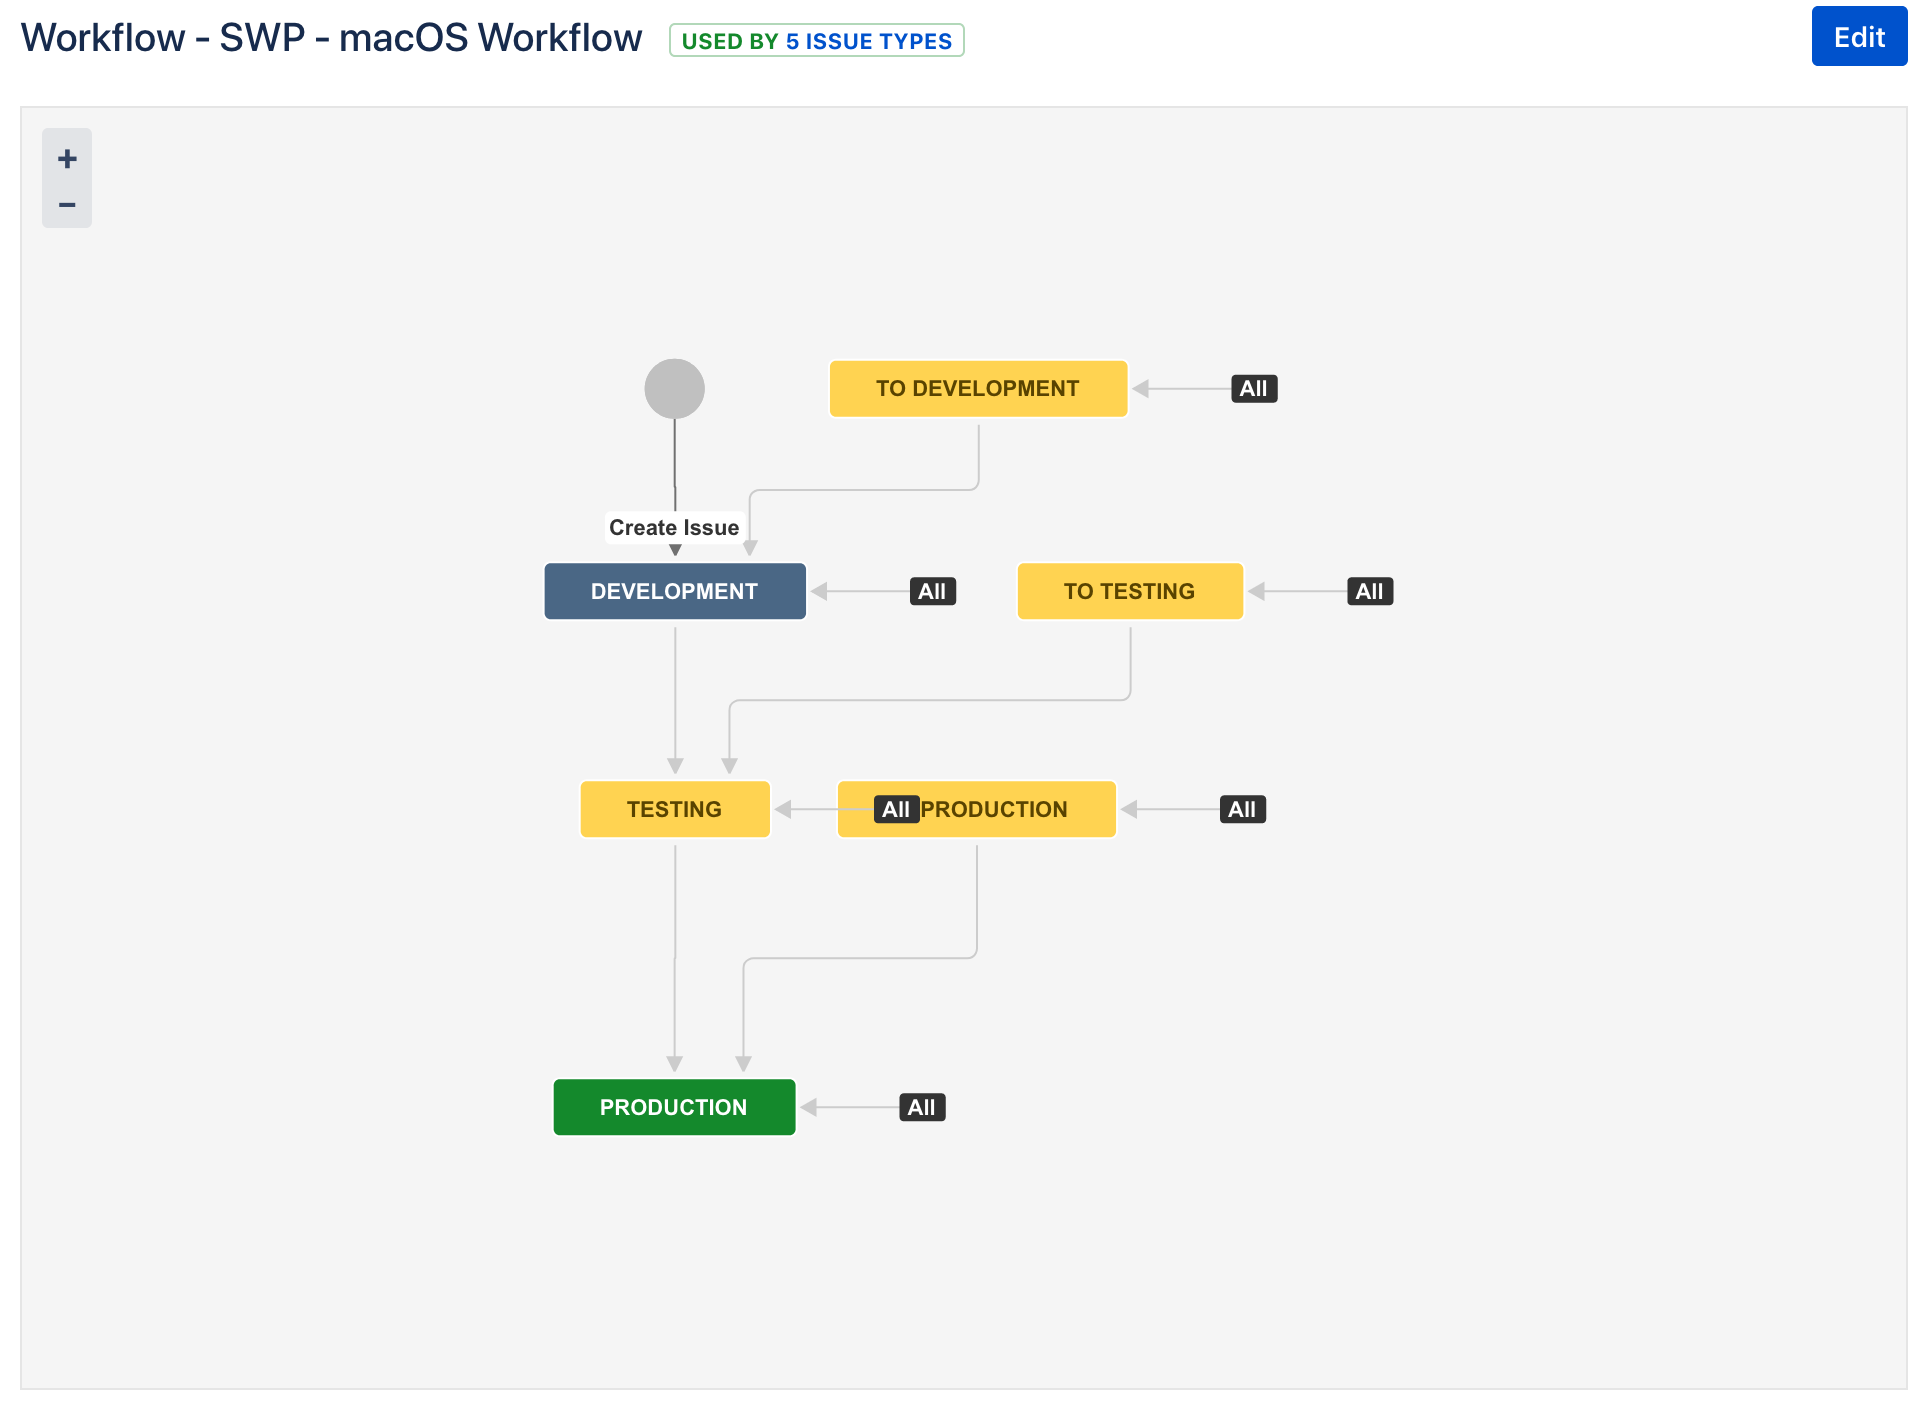 Workflow - SWP - macOS Workflow
USED BY 5 ISSUE TYPES
Edit
+
−
TO DEVELOPMENT
All
Create Issue
DEVELOPMENT
All
TO TESTING
All
TESTING
All
PRODUCTION
All
PRODUCTION
All